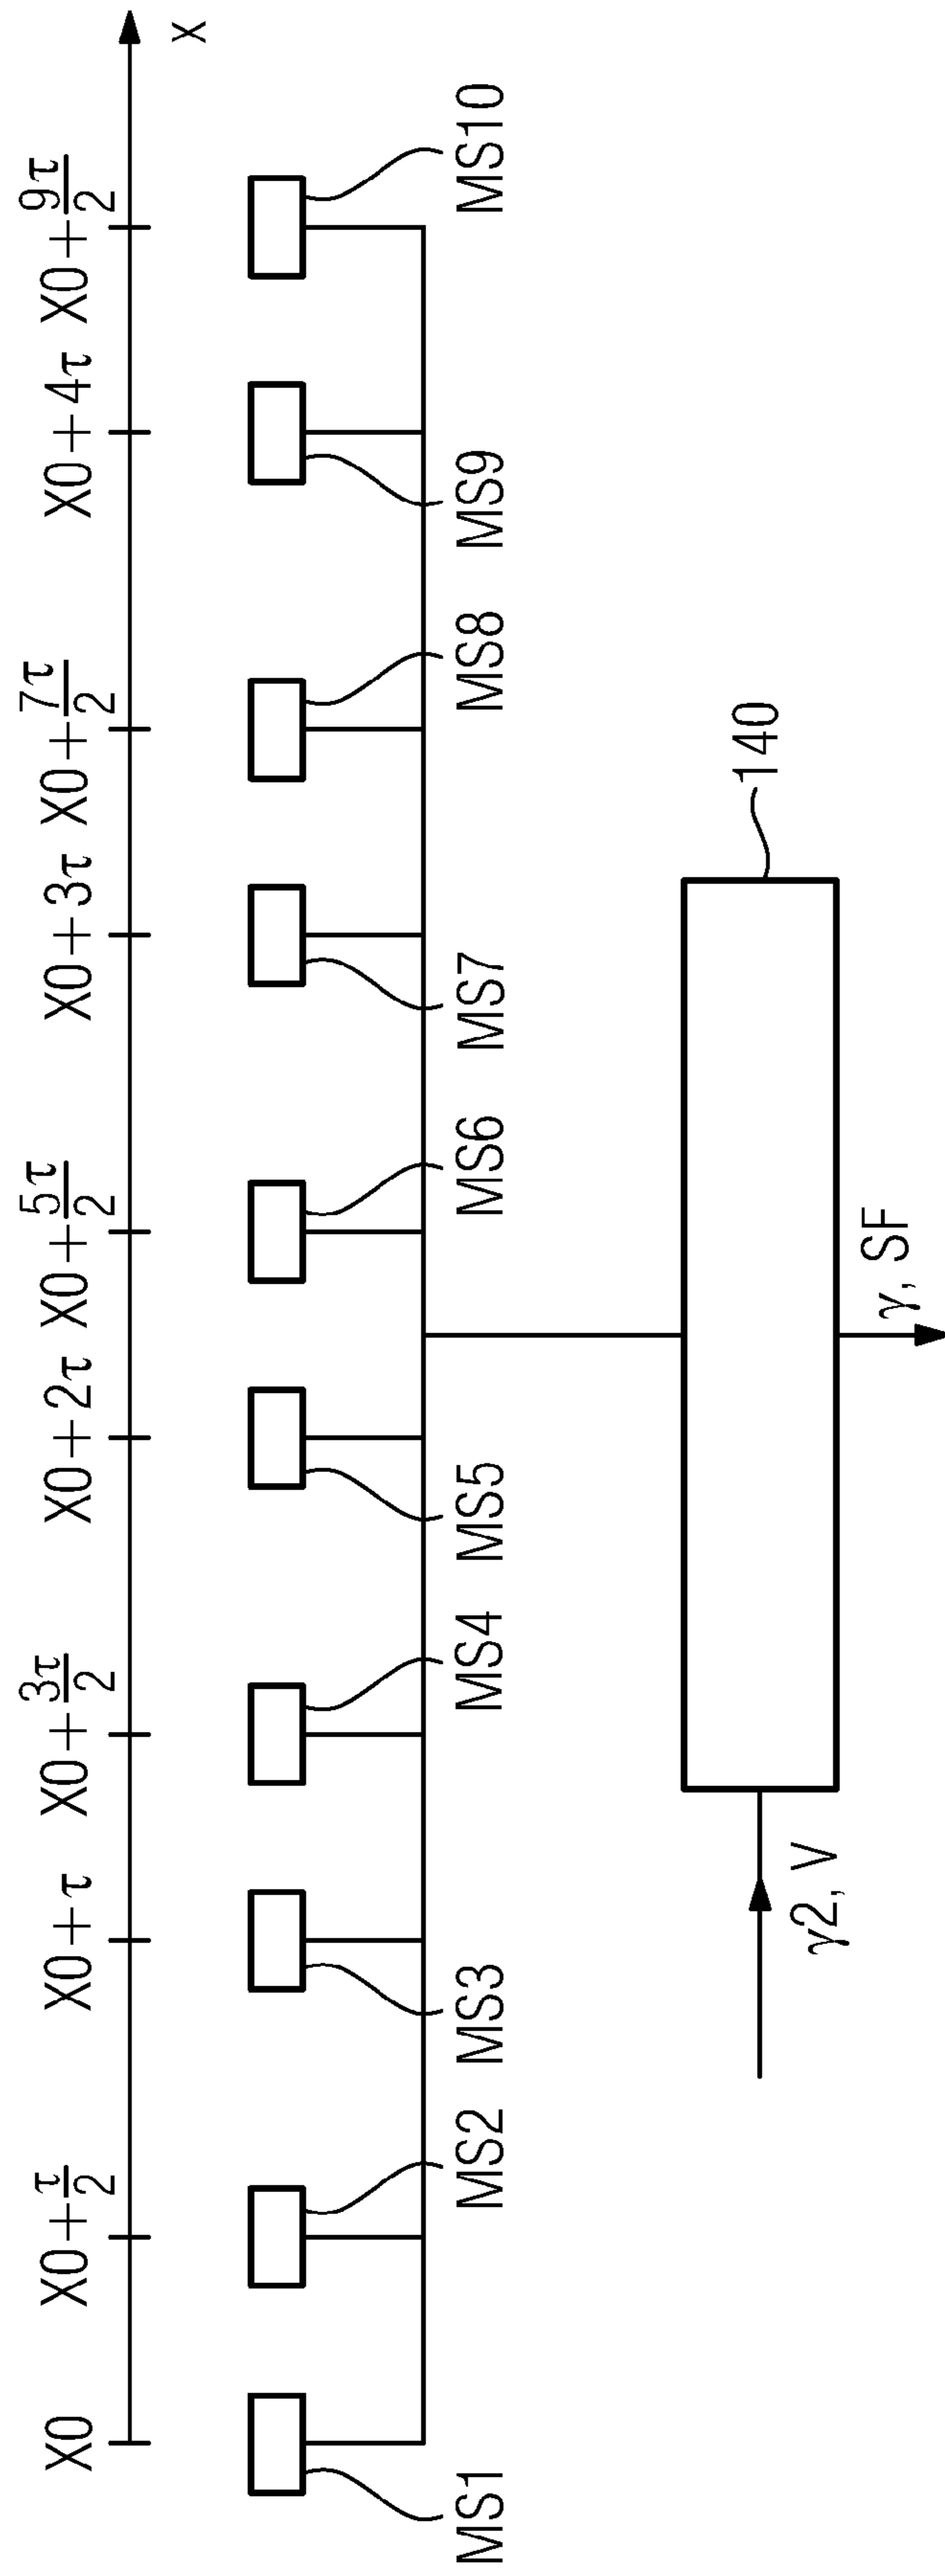 X0
X0+τ/2
X0+τ
X0+3τ/2
X0+2τ
X0+5τ/2
X0+3τ
X0+7τ/2
X0+4τ
X0+9τ/2
x
MS1
MS2
MS3
MS4
MS5
MS6
MS7
MS8
MS9
MS10
140
γ2, V
γ, SF